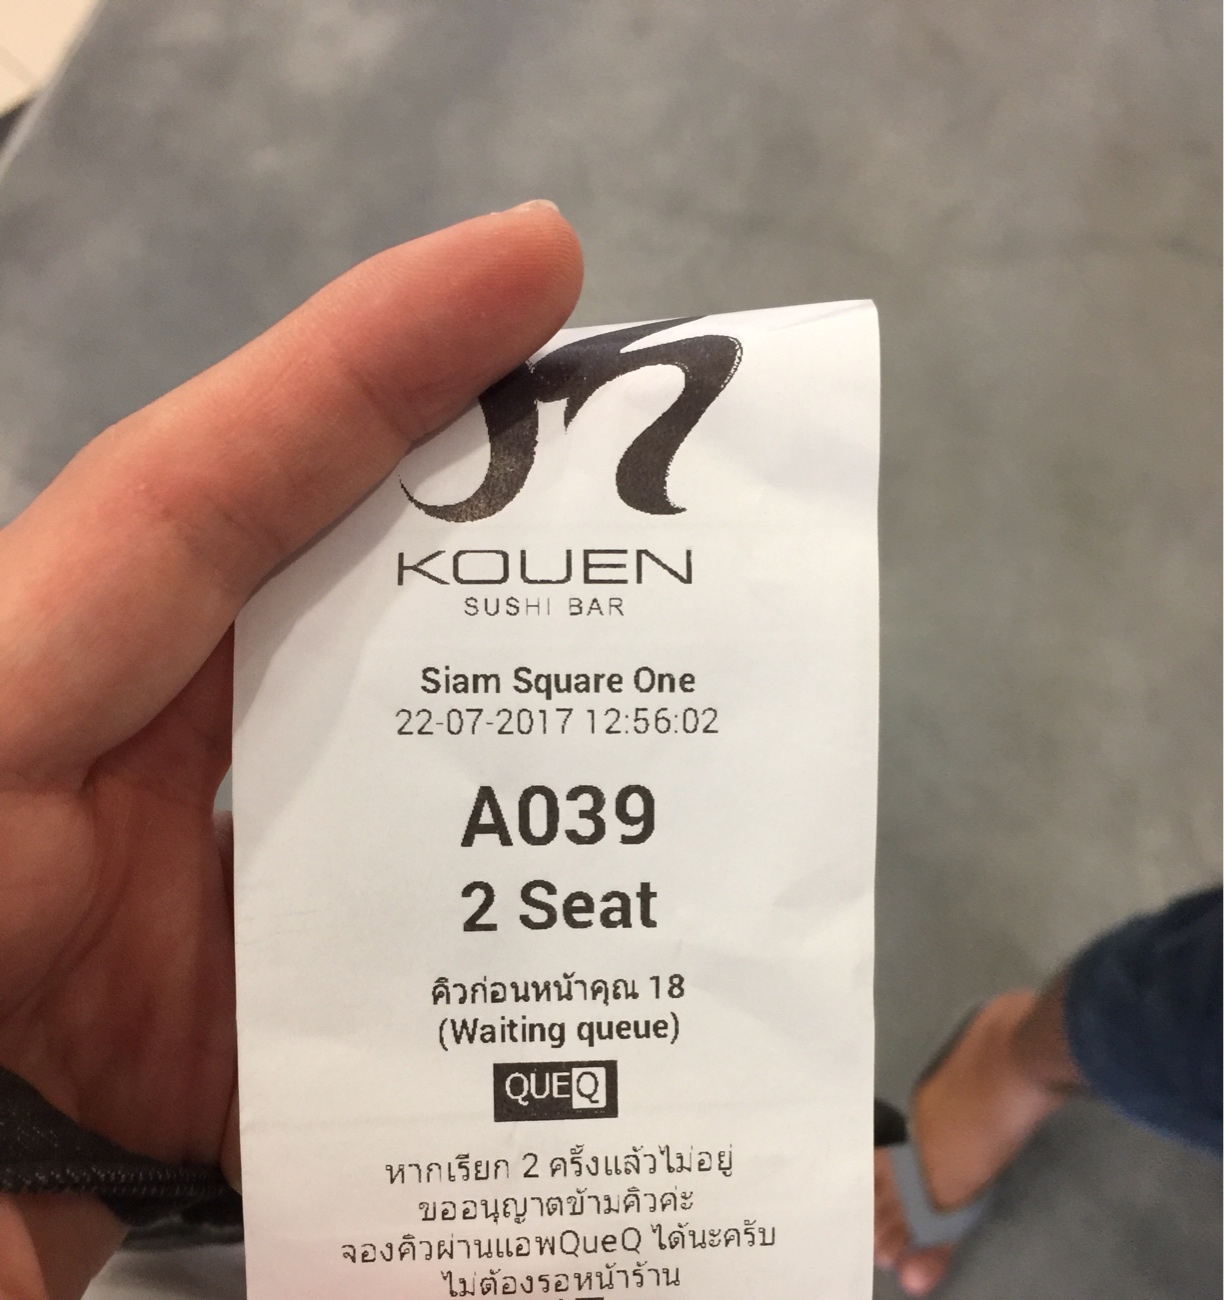 KOUEN
SUSHI BAR
Siam Square One
22-07-2017 12:56:02
A039
2 Seat
คิวก่อนหน้าคุณ 18
(Waiting queue)
QUEQ
หากเรียก 2 ครั้งแล้วไม่อยู่
ขออนุญาตข้ามคิวค่ะ
จองคิวผ่านแอพQueQ ได้นะครับ
ไม่ต้องรอหน้าร้าน